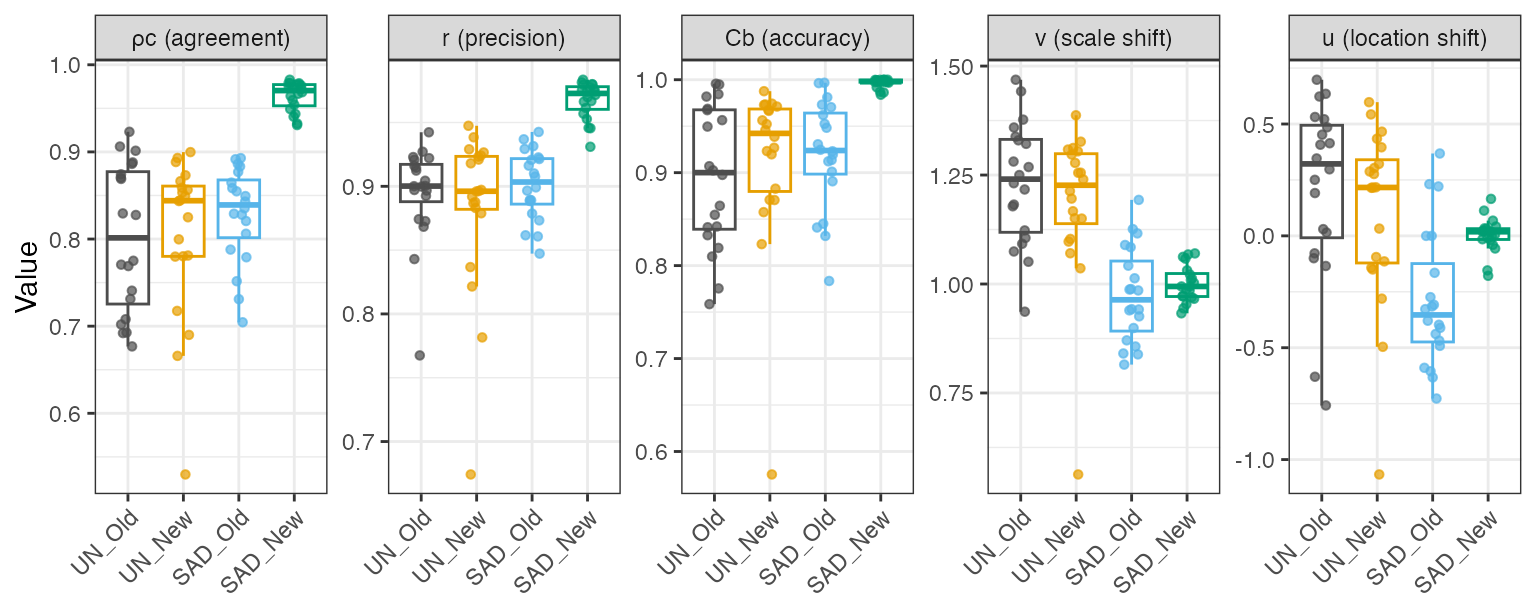 ρc (agreement)
r (precision)
Cb (accuracy)
v (scale shift)
u (location shift)
Value
1.0
0.9
0.8
0.7
0.6
0.9
0.8
0.7
1.0
0.9
0.8
0.7
0.6
1.50
1.25
1.00
0.75
0.5
0.0
-0.5
-1.0
UN_Old
UN_New
SAD_Old
SAD_New
UN_Old
UN_New
SAD_Old
SAD_New
UN_Old
UN_New
SAD_Old
SAD_New
UN_Old
UN_New
SAD_Old
SAD_New
UN_Old
UN_New
SAD_Old
SAD_New